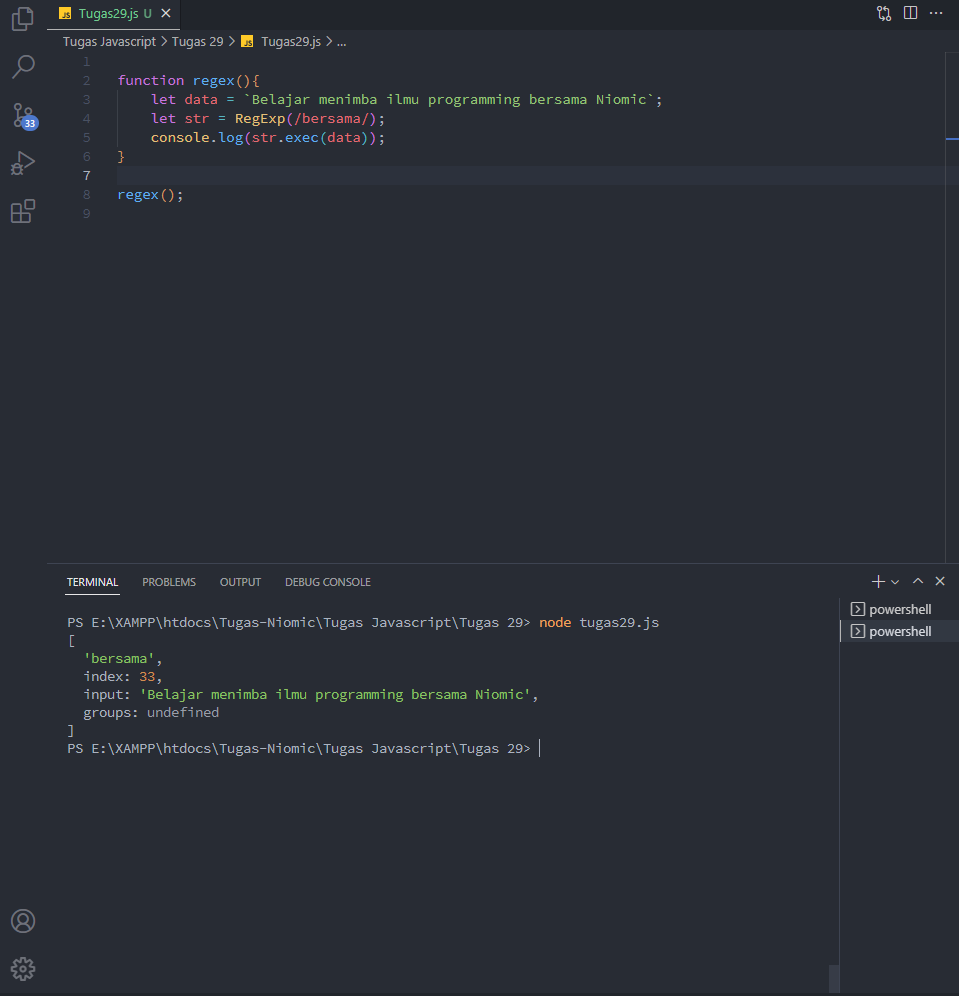 JS Tugas29.js U
Tugas Javascript > Tugas 29 > JS Tugas29.js > ...
1
2 function regex(){
3     let data = `Belajar menimba ilmu programming bersama Niomic`;
4     let str = RegExp(/bersama/);
5     console.log(str.exec(data));
6 }
7
8 regex();
9
33
TERMINAL PROBLEMS OUTPUT DEBUG CONSOLE
powershell
powershell
PS E:\XAMPP\htdocs\Tugas-Niomic\Tugas Javascript\Tugas 29> node tugas29.js
[
  'bersama',
  index: 33,
  input: 'Belajar menimba ilmu programming bersama Niomic',
  groups: undefined
]
PS E:\XAMPP\htdocs\Tugas-Niomic\Tugas Javascript\Tugas 29>